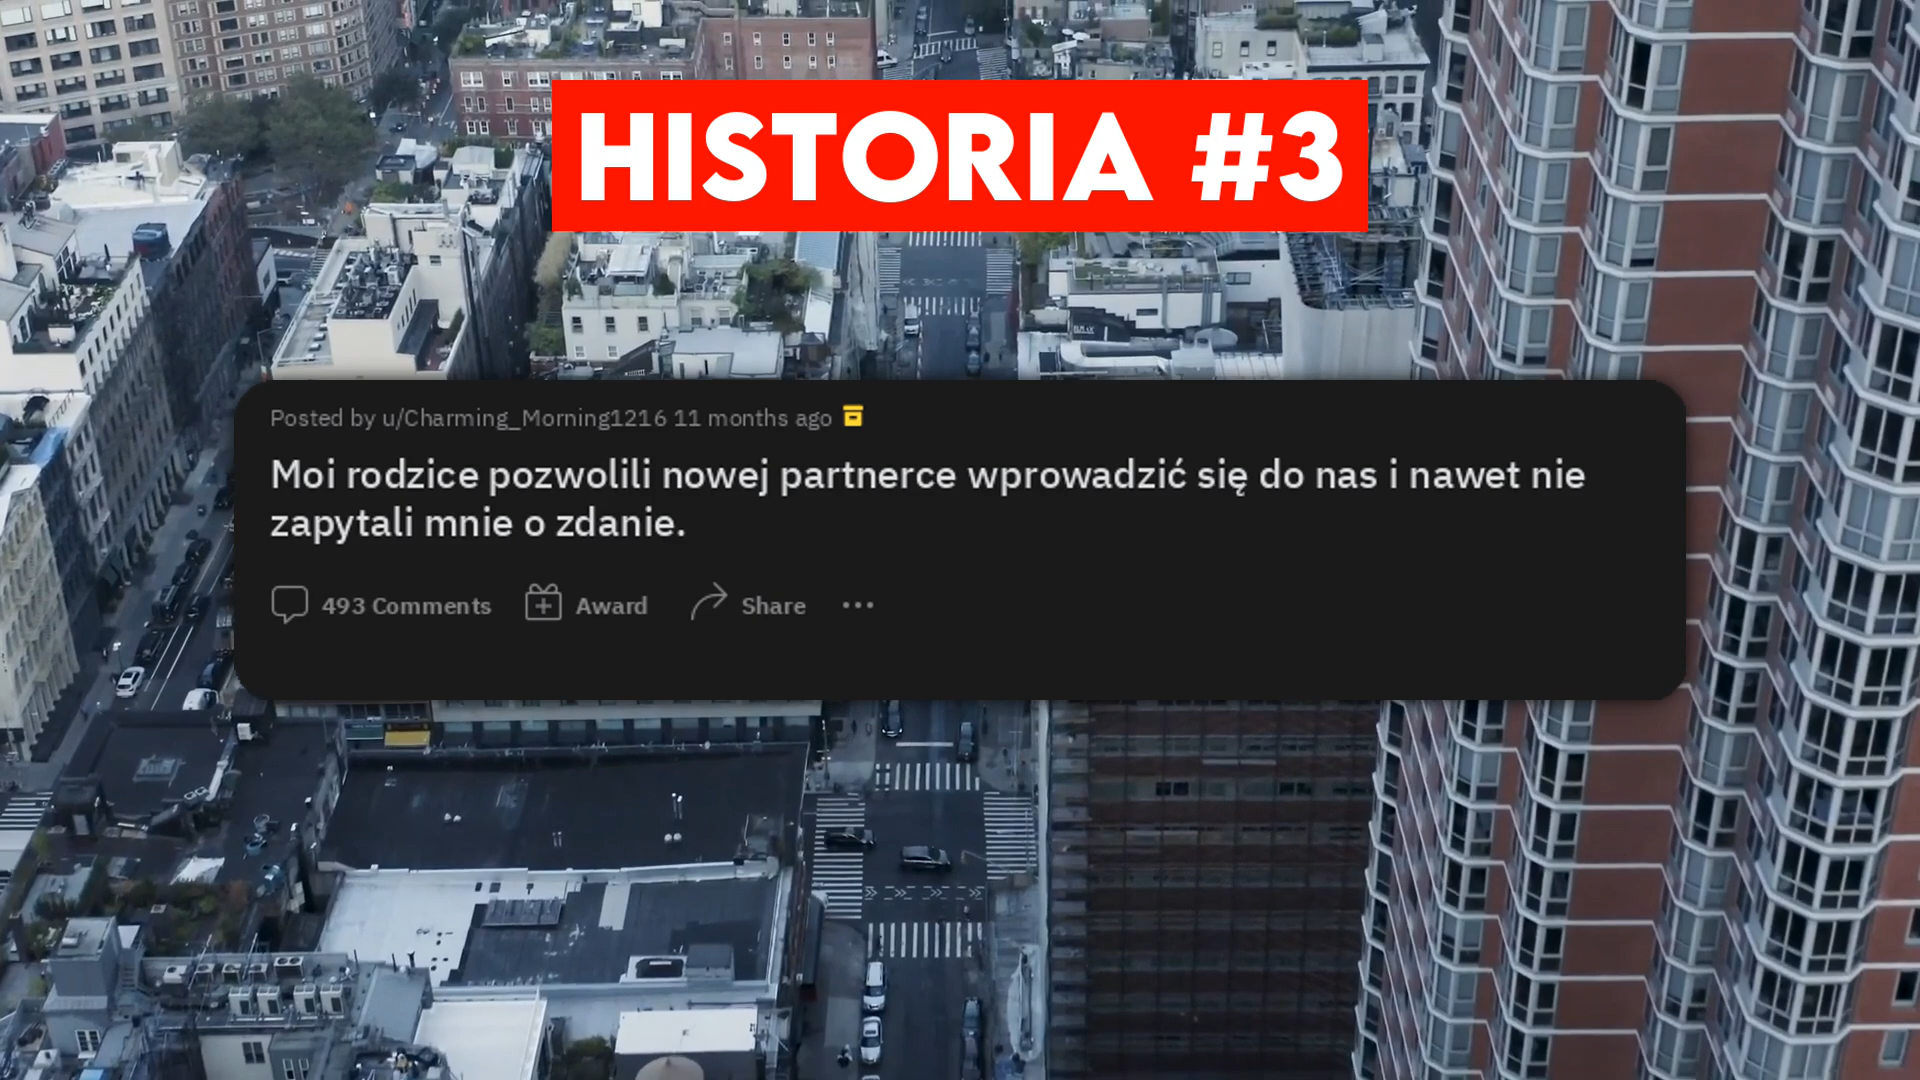 HISTORIA #3
Posted by u/Charming_Morning1216 11 months ago
Moi rodzice pozwolili nowej partnerce wprowadzić się do nas i nawet nie
zapytali mnie o zdanie.
493 Comments Award Share